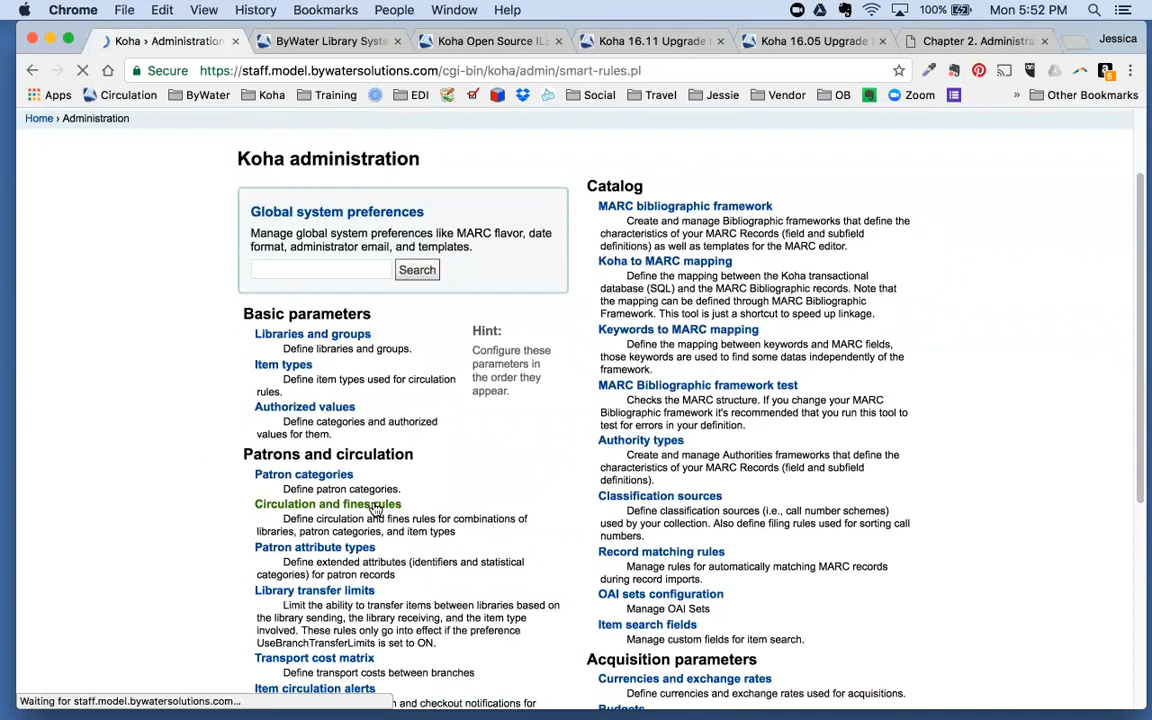 Chrome File Edit View History Bookmarks People Window Help 100% Mon 5:52 PM
Koha › Administration ByWater Library Syste Koha Open Source ILS Koha 16.11 Upgrade Koha 16.05 Upgrade Chapter 2. Administra Jessica
Secure https://staff.model.bywatersolutions.com/cgi-bin/koha/admin/smart-rules.pl
Apps Circulation ByWater Koha Training EDI Social Travel Jessie Vendor OB Zoom » Other Bookmarks
Home › Administration
Koha administration
Global system preferences
Manage global system preferences like MARC flavor, date
format, administrator email, and templates.
Search
Basic parameters
Libraries and groups
Define libraries and groups.
Item types
Define item types used for circulation
rules.
Authorized values
Define categories and authorized
values for them.
Hint:
Configure these
parameters in
the order they
appear.
Patrons and circulation
Patron categories
Define patron categories.
Circulation and fines rules
Define circulation and fines rules for combinations of
libraries, patron categories, and item types
Patron attribute types
Define extended attributes (identifiers and statistical
categories) for patron records
Library transfer limits
Limit the ability to transfer items between libraries based on
the library sending, the library receiving, and the item type
involved. These rules only go into effect if the preference
UseBranchTransferLimits is set to ON.
Transport cost matrix
Define transport costs between branches
Item circulation alerts
n and checkout notifications for
Catalog
MARC bibliographic framework
Create and manage Bibliographic frameworks that define the
characteristics of your MARC Records (field and subfield
definitions) as well as templates for the MARC editor.
Koha to MARC mapping
Define the mapping between the Koha transactional
database (SQL) and the MARC Bibliographic records. Note that
the mapping can be defined through MARC Bibliographic
Framework. This tool is just a shortcut to speed up linkage.
Keywords to MARC mapping
Define the mapping between keywords and MARC fields,
those keywords are used to find some datas independently of the
framework.
MARC Bibliographic framework test
Checks the MARC structure. If you change your MARC
Bibliographic framework it's recommended that you run this tool to
test for errors in your definition.
Authority types
Create and manage Authorities frameworks that define the
characteristics of your MARC Records (field and subfield
definitions).
Classification sources
Define classification sources (i.e., call number schemes)
used by your collection. Also define filing rules used for sorting call
numbers.
Record matching rules
Manage rules for automatically matching MARC records
during record imports.
OAI sets configuration
Manage OAI Sets
Item search fields
Manage custom fields for item search.
Acquisition parameters
Currencies and exchange rates
Define currencies and exchange rates used for acquisitions.
Budgets
Waiting for staff.model.bywatersolutions.com...